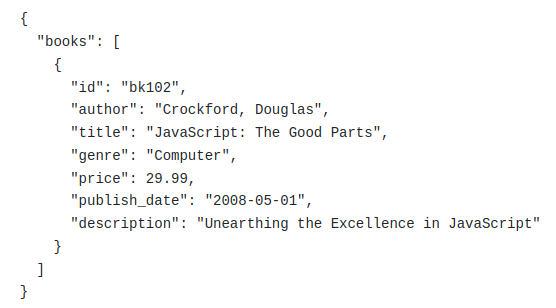 {
  "books": [
    {
      "id": "bk102",
      "author": "Crockford, Douglas",
      "title": "JavaScript: The Good Parts",
      "genre": "Computer",
      "price": 29.99,
      "publish_date": "2008-05-01",
      "description": "Unearthing the Excellence in JavaScript"
    }
  ]
}